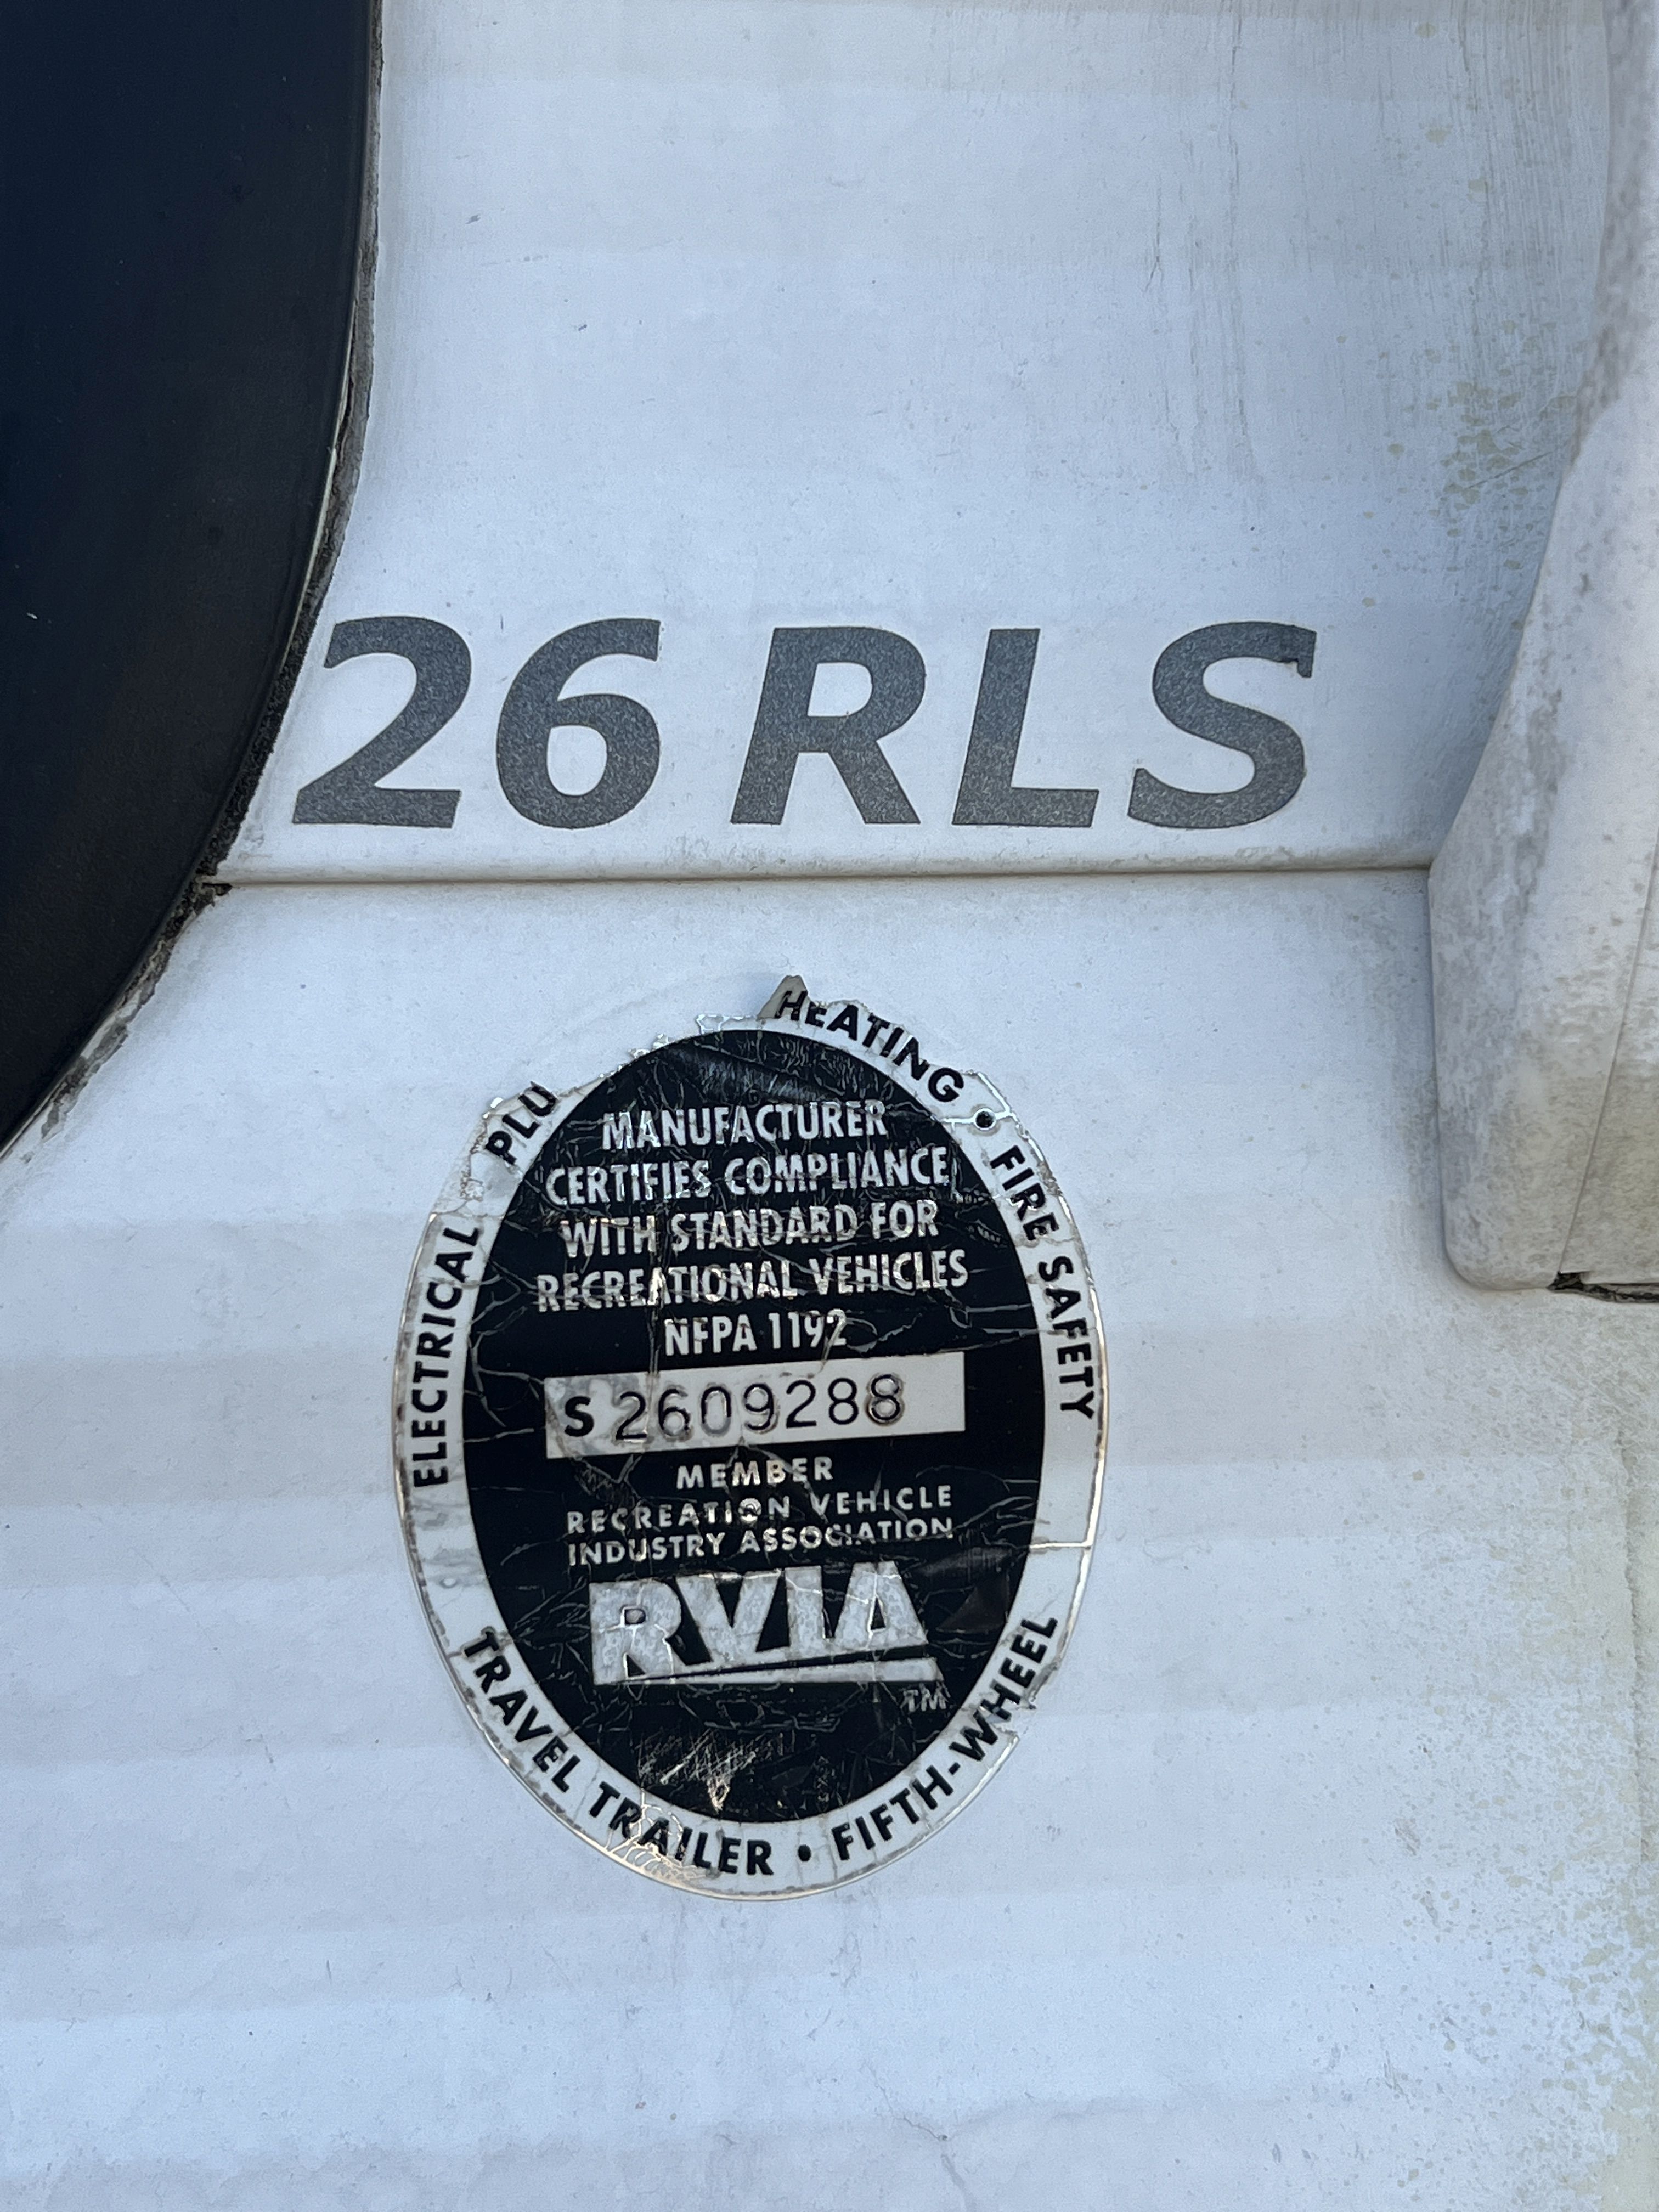 26 RLS
ELECTRICAL
PLU
HEATING • FIRE SAFETY
MANUFACTURER
CERTIFIES COMPLIANCE
WITH STANDARD FOR
RECREATIONAL VEHICLES
NFPA 1192
S 2609288
MEMBER
RECREATION VEHICLE
INDUSTRY ASSOCIATION
RVIA
TM
TRAVEL TRAILER • FIFTH-WHEEL